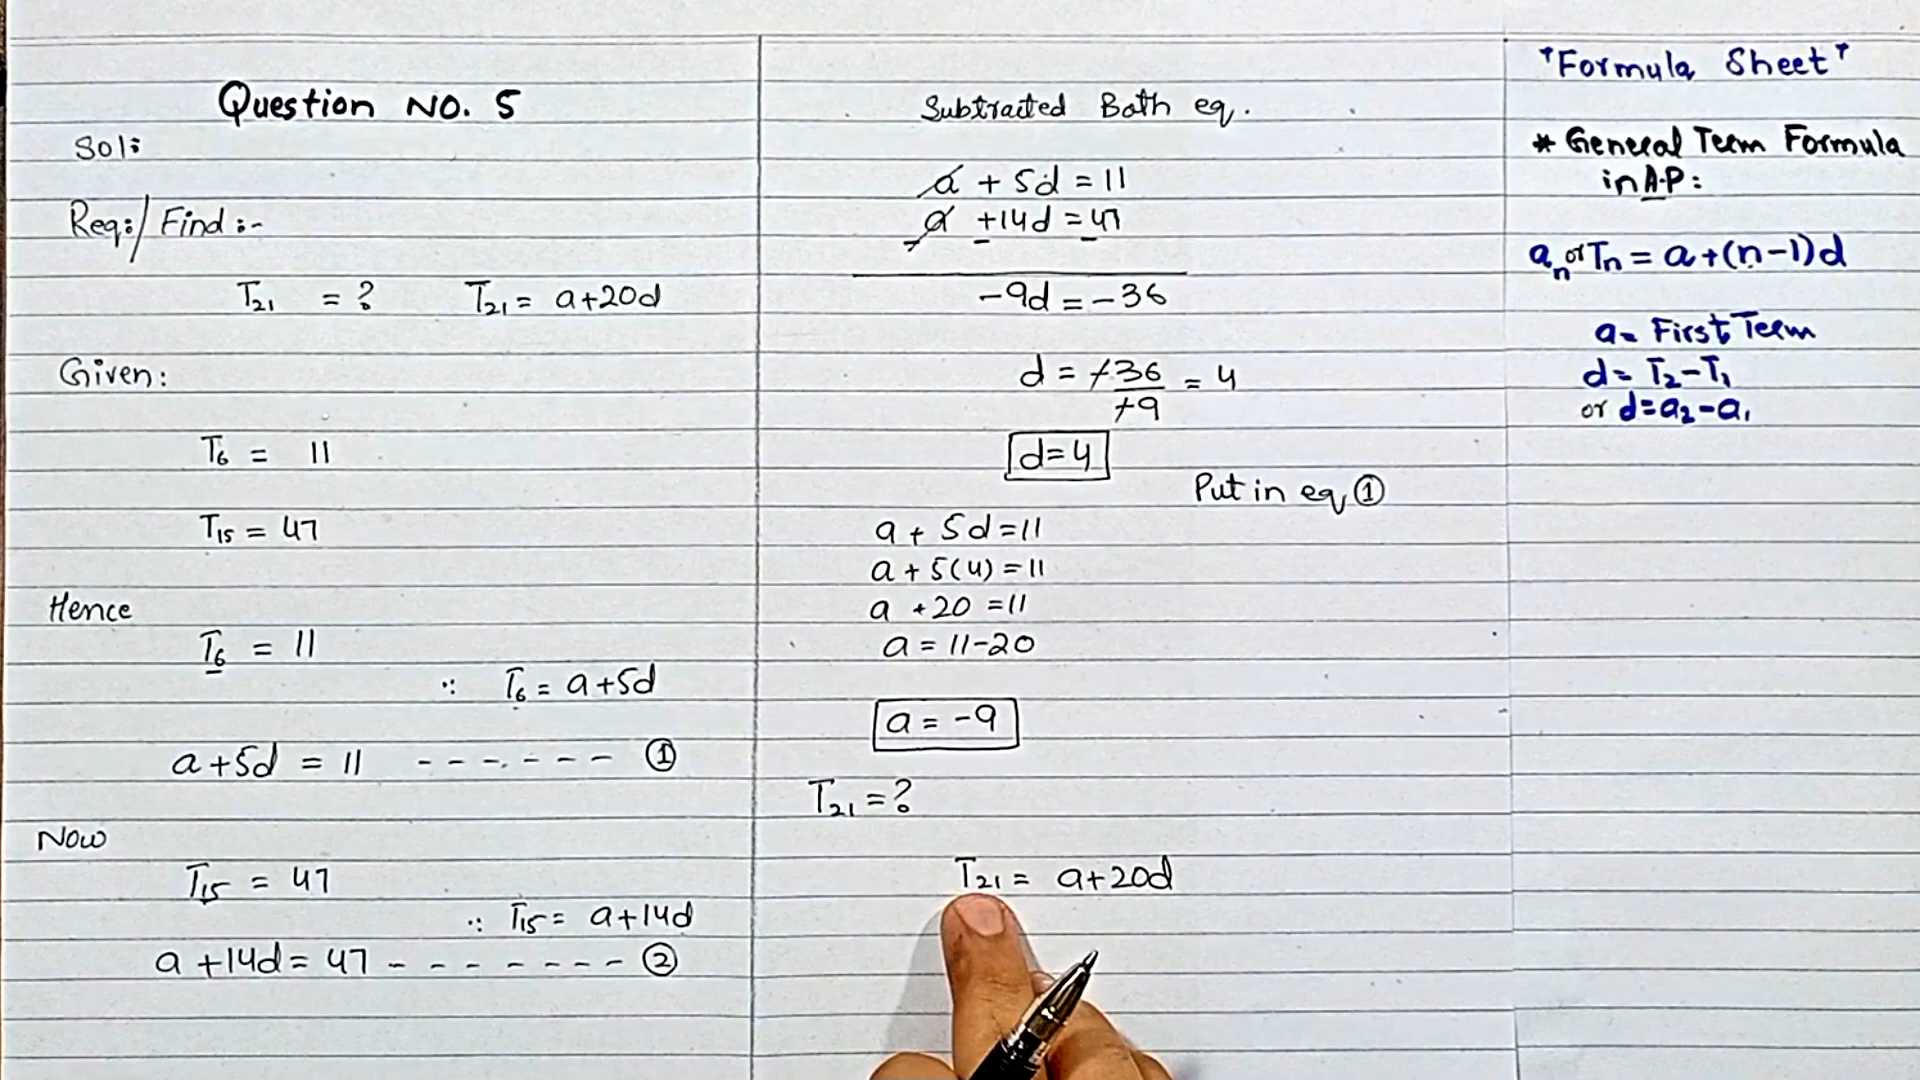 Question NO. 5
Sol:
Req:/ Find :-
T₂₁ = ? T₂₁ = a+20d
Given:
T₆ = 11
T₁₅ = 47
Hence
T₆ = 11
∵ T₆ = a+5d
a+5d = 11 - - - - - - - ①
Now
T₁₅ = 47
∵ T₁₅ = a+14d
a+14d = 47 - - - - - - - - ②
Subtracted Both eq.
a + 5d = 11
a +14d = 47
- - -
-9d = -36
d = -36/-9 = 4
d=4
Put in eq ①
a + 5d = 11
a + 5(4) = 11
a +20 = 11
a = 11-20
a = -9
T₂₁ = ?
T₂₁ = a+20d
"Formula Sheet"
* General Term Formula
in A.P:
aₙ or Tₙ = a+(n-1)d
a= First Term
d= T₂-T₁
or d=a₂-a₁